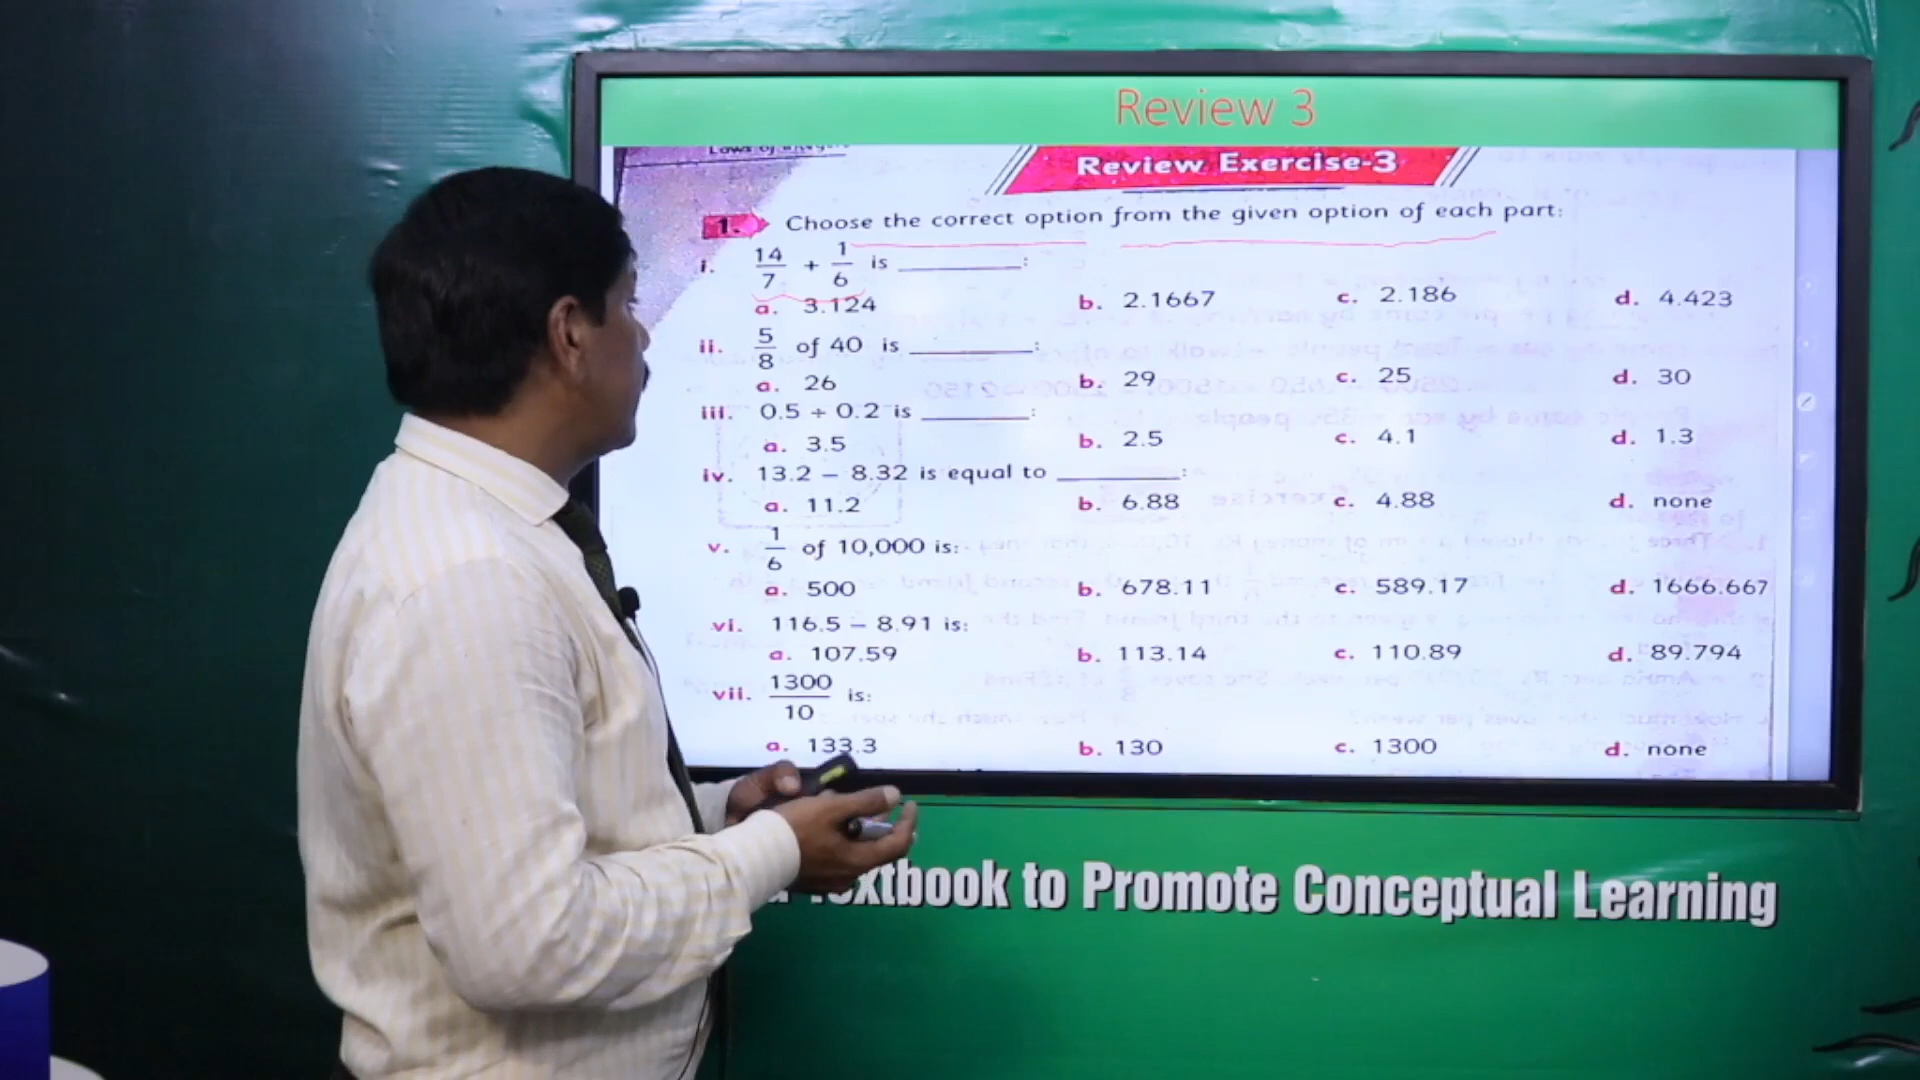 Review 3
Laws of
Review Exercise-3
1. Choose the correct option from the given option of each part:
i. 14/7 + 1/6 is ________:
a. 3.124 b. 2.1667 c. 2.186 d. 4.423
ii. 5/8 of 40 is ________:
a. 26 b. 29 c. 25 d. 30
iii. 0.5 ÷ 0.2 is ________:
a. 3.5 b. 2.5 c. 4.1 d. 1.3
iv. 13.2 – 8.32 is equal to ________:
a. 11.2 b. 6.88 c. 4.88 d. none
v. 1/6 of 10,000 is:
a. 500 b. 678.11 c. 589.17 d. 1666.667
vi. 116.5 – 8.91 is:
a. 107.59 b. 113.14 c. 110.89 d. 89.794
vii. 1300/10 is:
a. 133.3 b. 130 c. 1300 d. none
Textbook to Promote Conceptual Learning